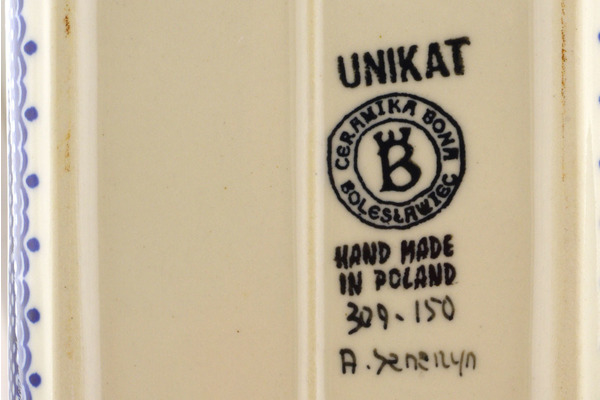 UNIKAT
CERAMIKA BONA
B
BOLESŁAWIEC
HAND MADE
IN POLAND
309-150
A.